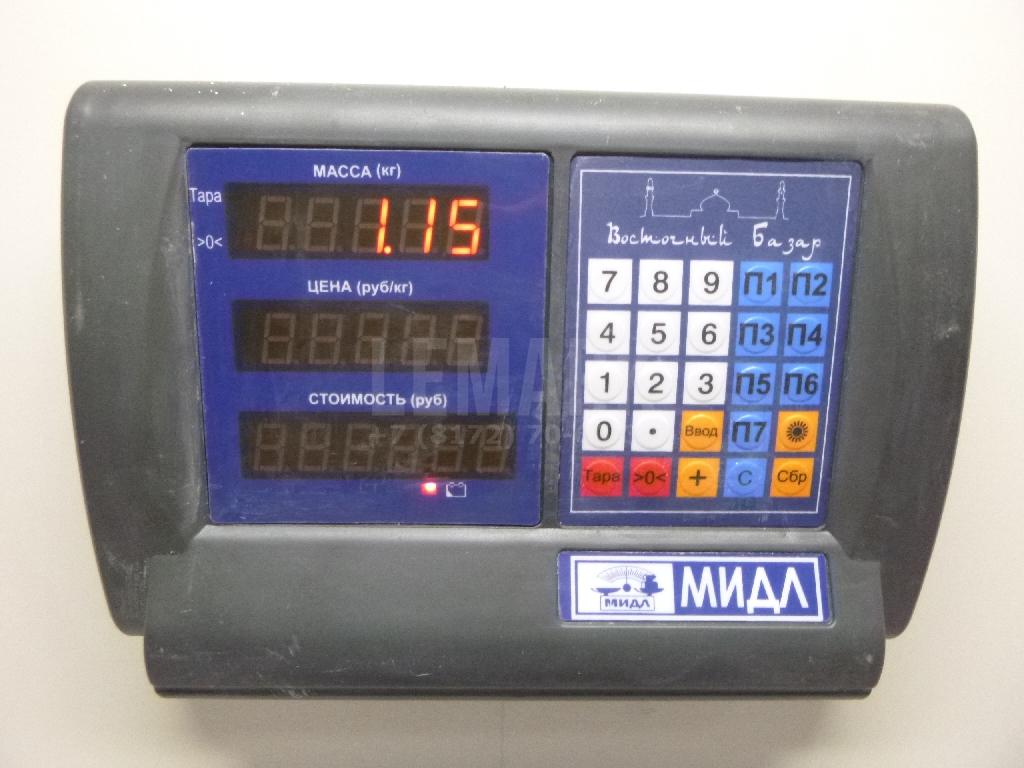 МАССА (кг)
Тара
1.15
>0<
ЦЕНА (руб/кг)
СТОИМОСТЬ (руб)
Восточный Базар
7 8 9 П1 П2
4 5 6 П3 П4
1 2 3 П5 П6
0 • Ввод П7
Тара >0< + С Сбр
МИДЛ
МИДЛ